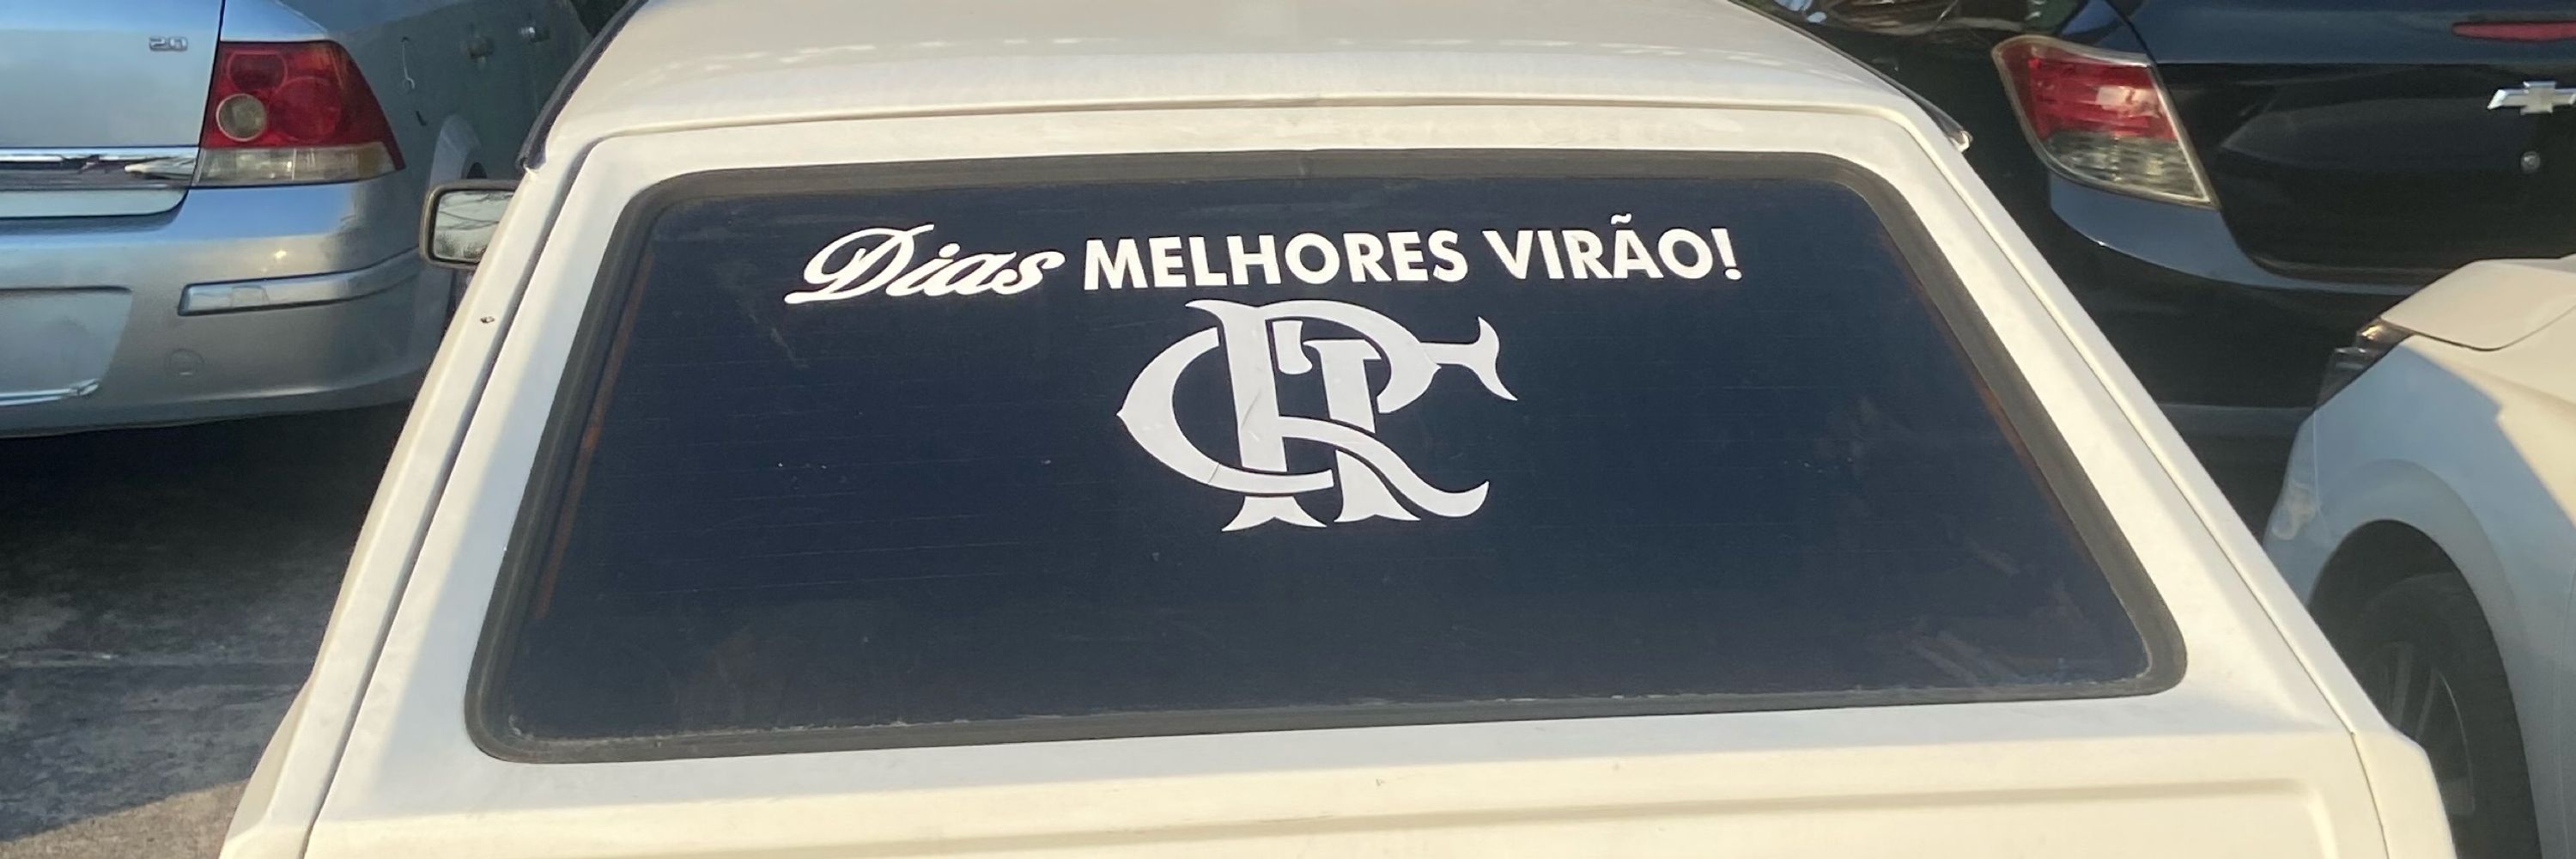 2.0
Dias MELHORES VIRÃO!
CRF